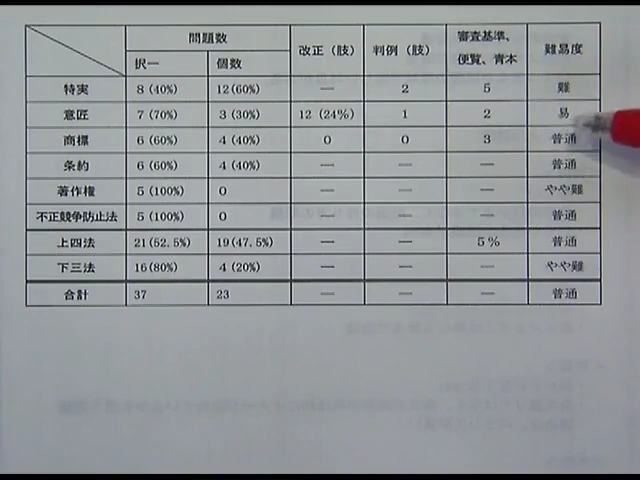 問題数 改正（肢） 判例（肢） 審査基準、便覧、青本 難易度
択一 個数
特実 8 (40%) 12 (60%) ― 2 5 難
意匠 7 (70%) 3 (30%) 12 (24%) 1 2 易
商標 6 (60%) 4 (40%) 0 0 3 普通
条約 6 (60%) 4 (40%) ― ― ― 普通
著作権 5 (100%) 0 ― ― ― やや難
不正競争防止法 5 (100%) 0 ― ― ― 普通
上四法 21 (52.5%) 19 (47.5%) ― ― 5% 普通
下三法 16 (80%) 4 (20%) ― ― ― やや難
合計 37 23 ― ― ― 普通